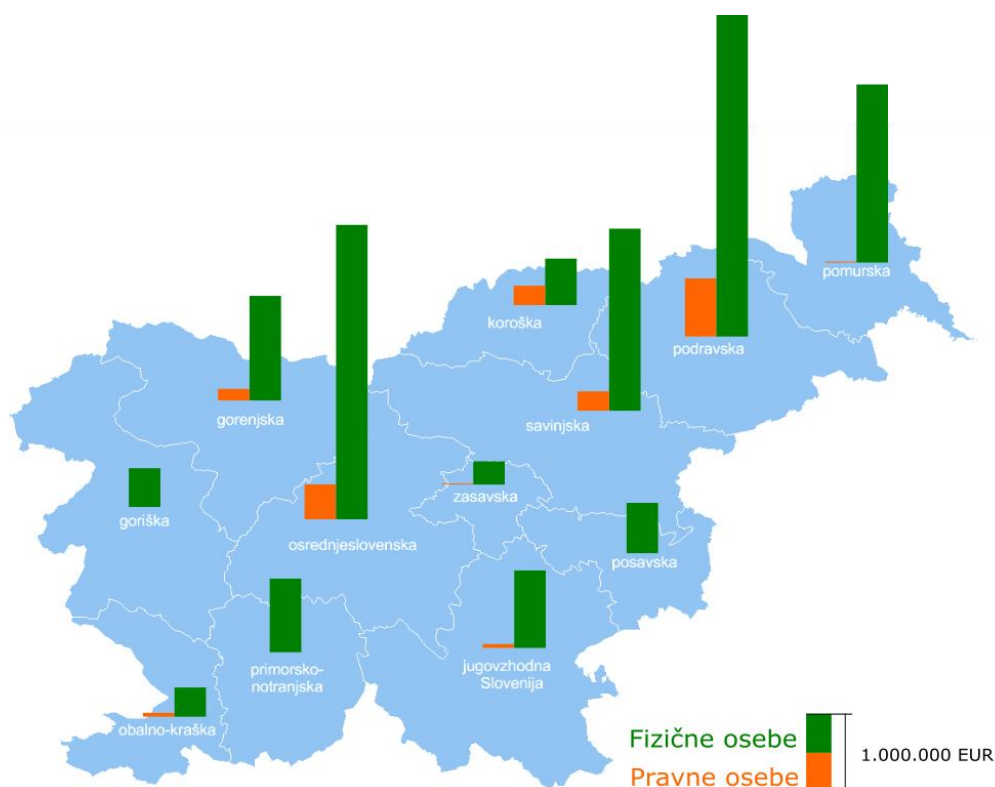 pomurska
koroška
podravska
gorenjska
savinjska
zasavska
goriška
osrednjeslovenska
posavska
primorsko-
notranjska
jugovzhodna
Slovenija
obalno-kraška
Fizične osebe
1.000.000 EUR
Pravne osebe